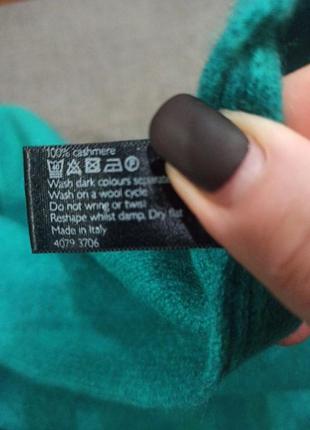 100% cashmere
Wash dark colours
Wash on a wool cycle
Do not wring or twist
Reshape whilst damp. Dry flat
Made in Italy
4079 3706